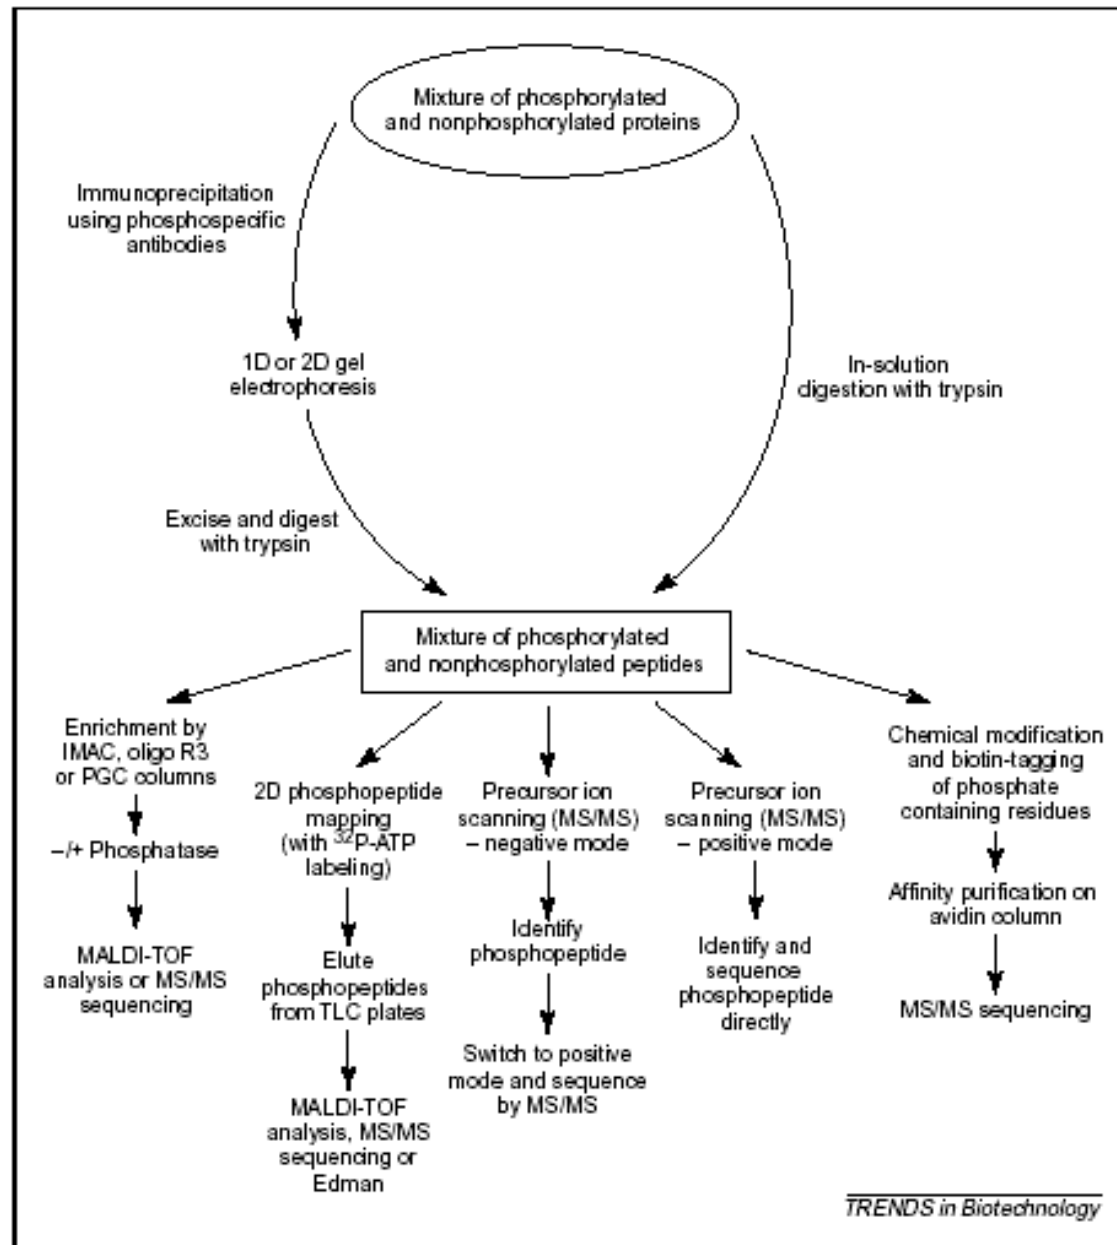 Mixture of phosphorylated
and nonphosphorylated proteins
Immunoprecipitation
using phosphospecific
antibodies
1D or 2D gel
electrophoresis
In-solution
digestion with trypsin
Excise and digest
with trypsin
Mixture of phosphorylated
and nonphosphorylated peptides
Enrichment by
IMAC, oligo R3
or PGC columns
–/+ Phosphatase
MALDI-TOF
analysis or MS/MS
sequencing
2D phosphopeptide
mapping
(with 32P-ATP
labeling)
Elute
phosphopeptides
from TLC plates
MALDI-TOF
analysis, MS/MS
sequencing or
Edman
Precursor ion
scanning (MS/MS)
– negative mode
Identify
phosphopeptide
Switch to positive
mode and sequence
by MS/MS
Precursor ion
scanning (MS/MS)
– positive mode
Identify and
sequence
phosphopeptide
directly
Chemical modification
and biotin-tagging
of phosphate
containing residues
Affinity purification on
avidin column
MS/MS sequencing
TRENDS in Biotechnology